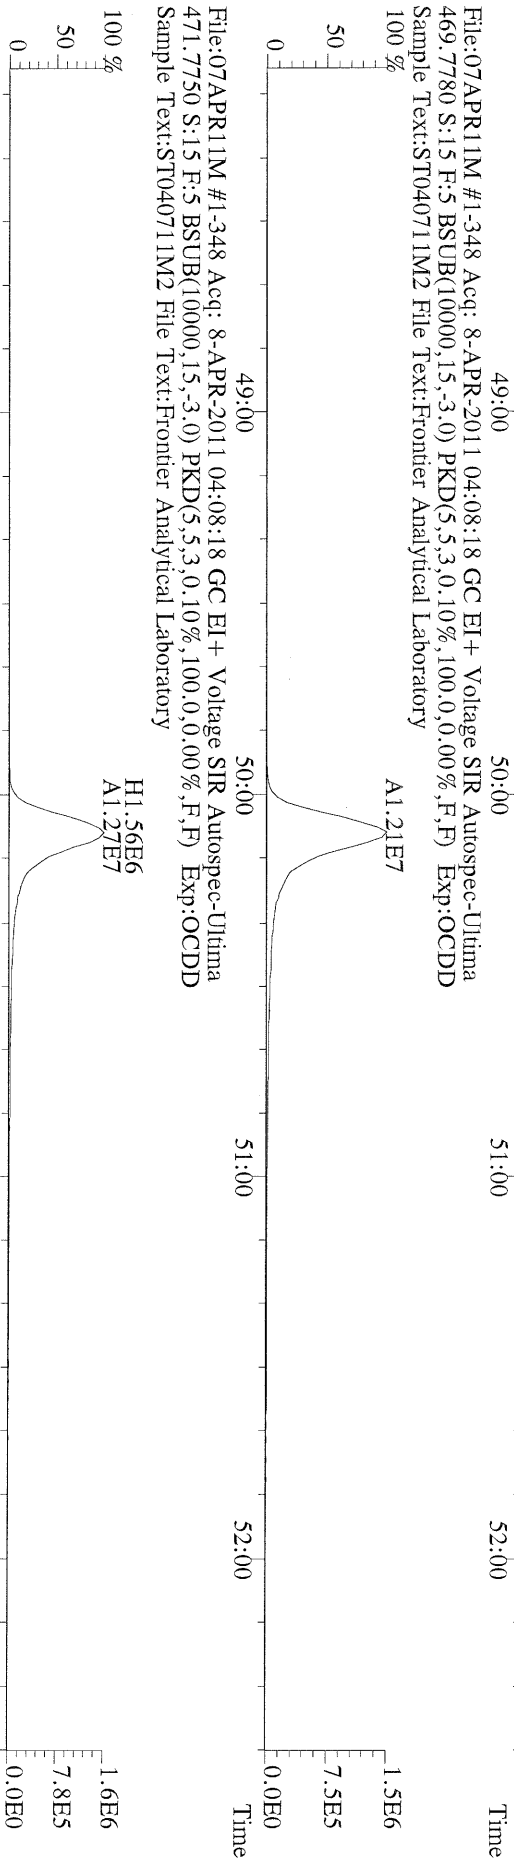 File:07APR11M #1-348 Acq: 8-APR-2011 04:08:18 GC EI+ Voltage SIR Autospec-Ultima
469.7780 S:15 F:5 BSUB(10000,15,-3.0) PKD(5,5,3,0.10%,100.0,0.00%,F,F) Exp:OCDD
Sample Text:ST040711M2 File Text:Frontier Analytical Laboratory
100 %
A1.21E7
1.5E6
50
7.5E5
0
0.0E0
49:00
50:00
51:00
52:00
Time
File:07APR11M #1-348 Acq: 8-APR-2011 04:08:18 GC EI+ Voltage SIR Autospec-Ultima
471.7750 S:15 F:5 BSUB(10000,15,-3.0) PKD(5,5,3,0.10%,100.0,0.00%,F,F) Exp:OCDD
Sample Text:ST040711M2 File Text:Frontier Analytical Laboratory
100 %
H1.56E6
A1.27E7
1.6E6
50
7.8E5
0
0.0E0
49:00
50:00
51:00
52:00
Time